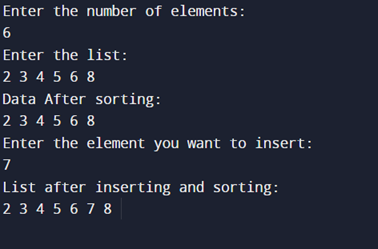 Enter the number of elements:
6
Enter the list:
2 3 4 5 6 8
Data After sorting:
2 3 4 5 6 8
Enter the element you want to insert:
7
List after inserting and sorting:
2 3 4 5 6 7 8